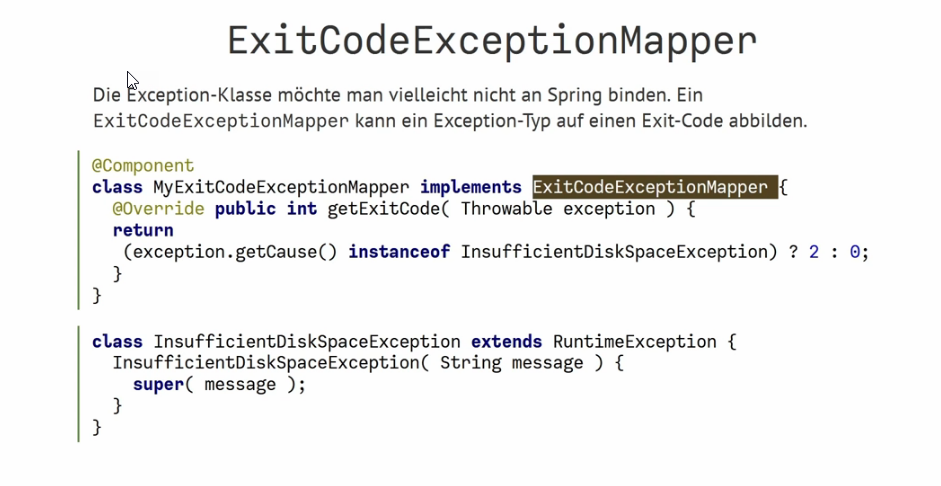 ExitCodeExceptionMapper
Die Exception-Klasse möchte man vielleicht nicht an Spring binden. Ein
ExitCodeExceptionMapper kann ein Exception-Typ auf einen Exit-Code abbilden.
@Component
class MyExitCodeExceptionMapper implements ExitCodeExceptionMapper {
@Override public int getExitCode( Throwable exception ) {
return
(exception.getCause() instanceof InsufficientDiskSpaceException) ? 2 : 0;
}
}
class InsufficientDiskSpaceException extends RuntimeException {
InsufficientDiskSpaceException( String message ) {
super( message );
}
}